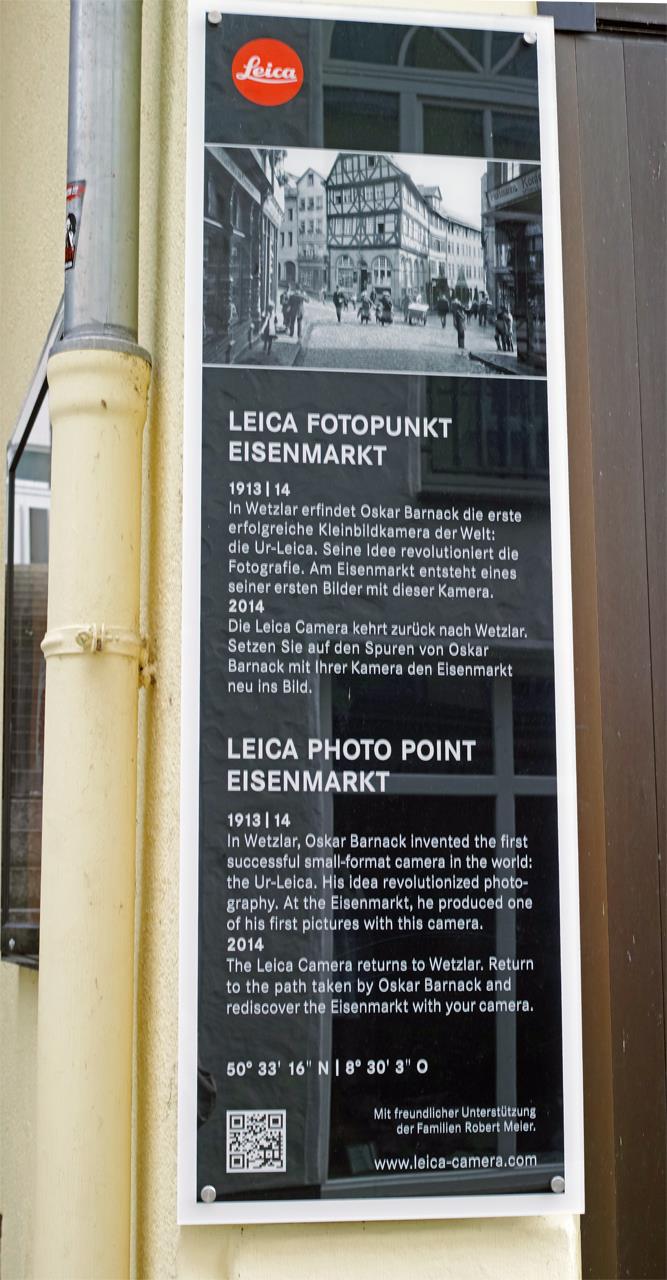 Leica
LEICA FOTOPUNKT
EISENMARKT
1913 | 14
In Wetzlar erfindet Oskar Barnack die erste
erfolgreiche Kleinbildkamera der Welt:
die Ur-Leica. Seine Idee revolutioniert die
Fotografie. Am Eisenmarkt entsteht eines
seiner ersten Bilder mit dieser Kamera.
2014
Die Leica Camera kehrt zurück nach Wetzlar.
Setzen Sie auf den Spuren von Oskar
Barnack mit Ihrer Kamera den Eisenmarkt
neu ins Bild.
LEICA PHOTO POINT
EISENMARKT
1913 | 14
In Wetzlar, Oskar Barnack invented the first
successful small-format camera in the world:
the Ur-Leica. His idea revolutionized photo-
graphy. At the Eisenmarkt, he produced one
of his first pictures with this camera.
2014
The Leica Camera returns to Wetzlar. Return
to the path taken by Oskar Barnack and
rediscover the Eisenmarkt with your camera.
50° 33' 16" N | 8° 30' 3" O
Mit freundlicher Unterstützung
der Familien Robert Meier.
www.leica-camera.com